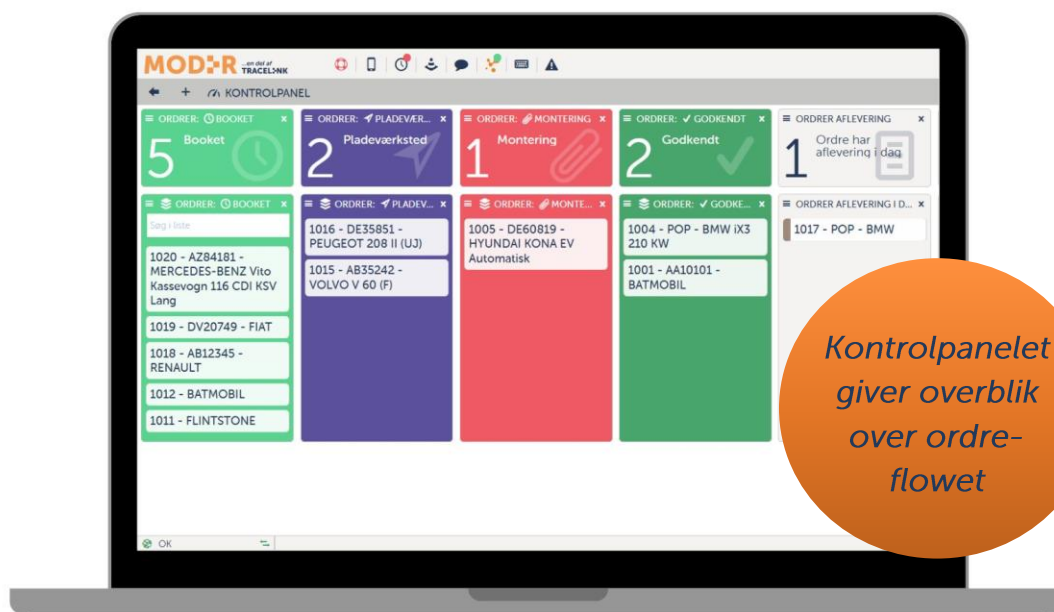 MOD:R ...en del af
TRACELINK
KONTROLPANEL
ORDRER: BOOKET x
5 Booket
ORDRER: PLADEVÆR... x
2 Pladeværksted
ORDRER: MONTERING x
1 Montering
ORDRER: GODKENDT x
2 Godkendt
ORDRER AFLEVERING x
1 Ordre har
aflevering i dag
ORDRER: BOOKET x
Søg i liste
1020 - AZ84181 -
MERCEDES-BENZ Vito
Kassevogn 116 CDI KSV
Lang
1019 - DV20749 - FIAT
1018 - AB12345 -
RENAULT
1012 - BATMOBIL
1011 - FLINTSTONE
ORDRER: PLADEV... x
1016 - DE35851 -
PEUGEOT 208 II (UJ)
1015 - AB35242 -
VOLVO V 60 (F)
ORDRER: MONTE... x
1005 - DE60819 -
HYUNDAI KONA EV
Automatisk
ORDRER: GODKE... x
1004 - POP - BMW iX3
210 KW
1001 - AA10101 -
BATMOBIL
ORDRER AFLEVERING I D... x
1017 - POP - BMW
Kontrolpanelet
giver overblik
over ordre-
flowet
OK